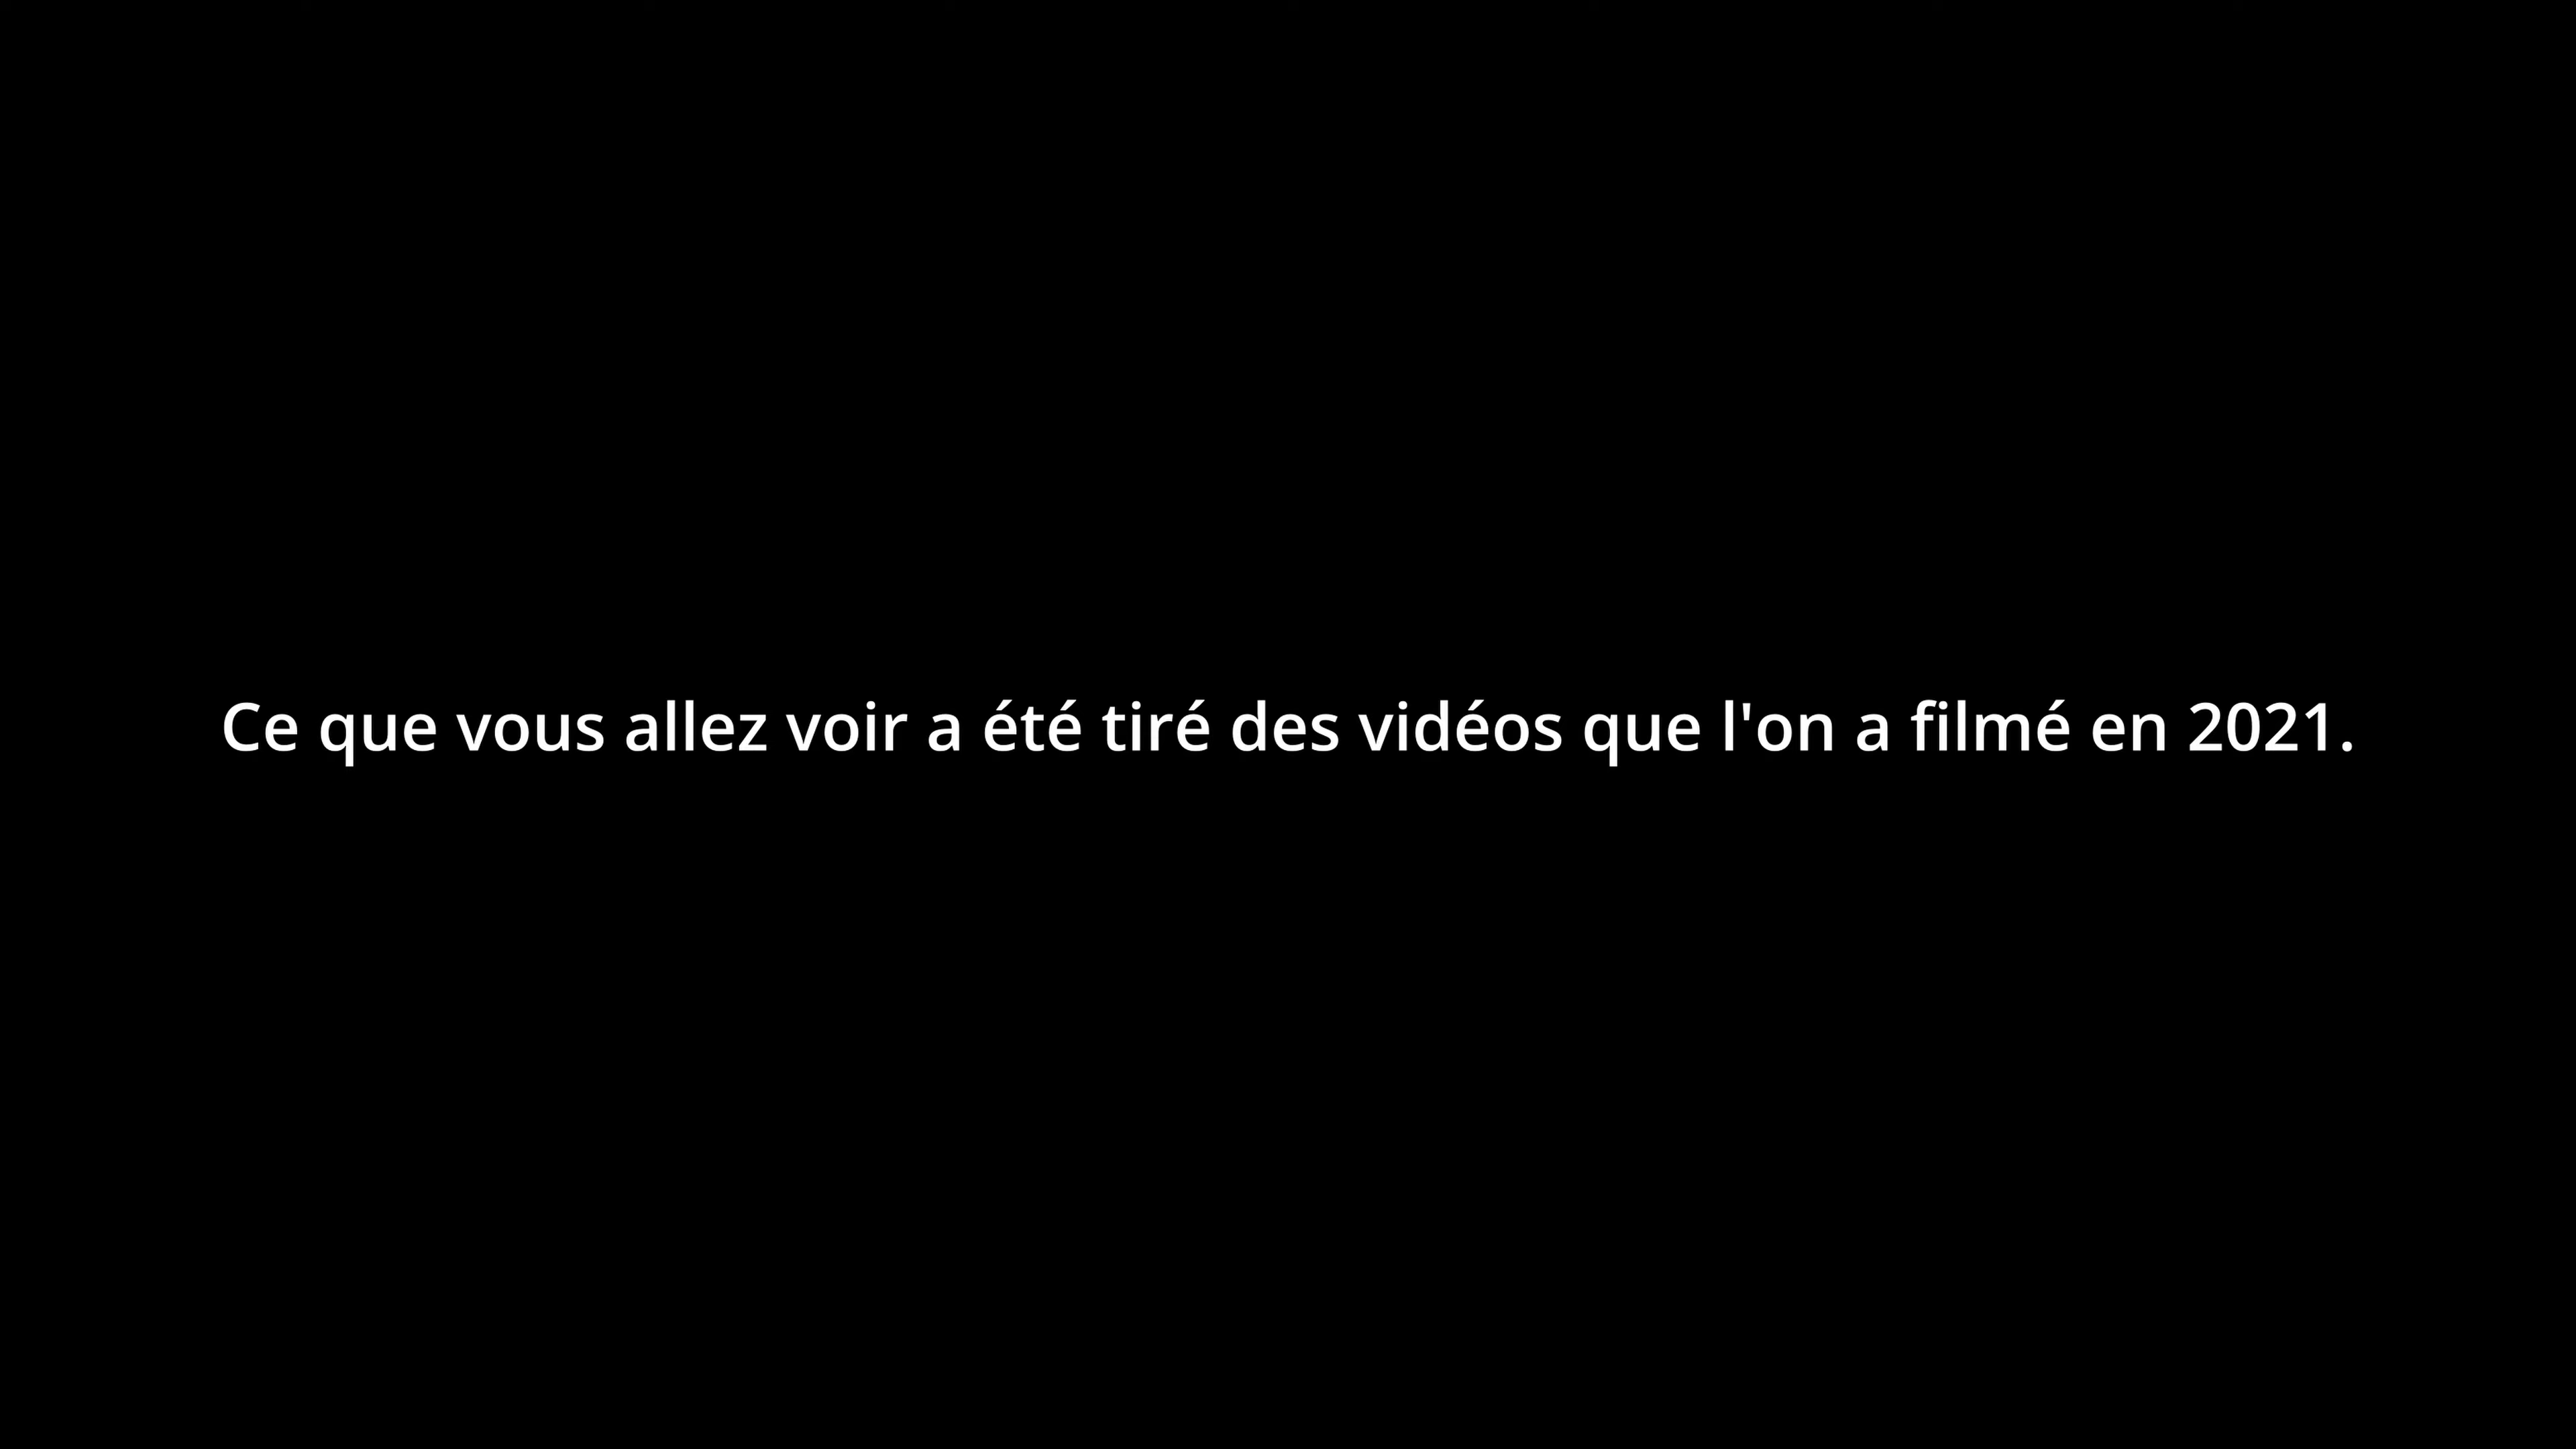 Ce que vous allez voir a été tiré des vidéos que l'on a filmé en 2021.